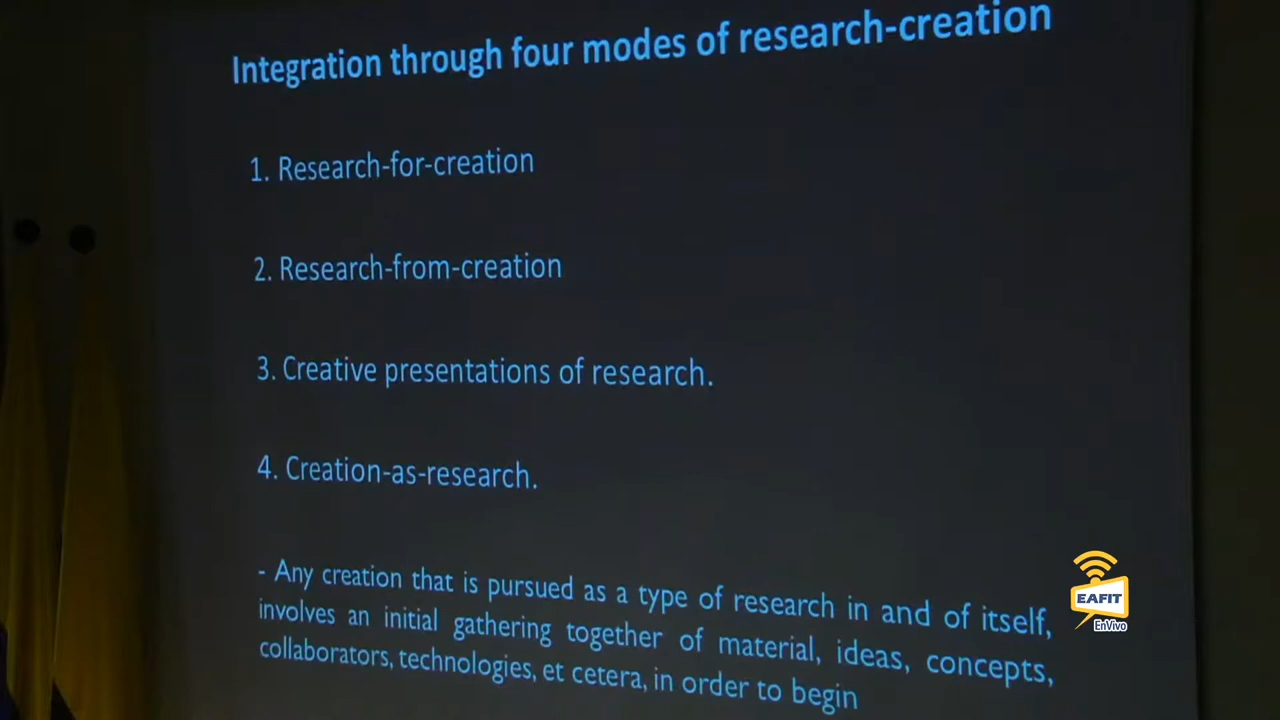 Integration through four modes of research-creation
1. Research-for-creation
2. Research-from-creation
3. Creative presentations of research.
4. Creation-as-research.
- Any creation that is pursued as a type of research in and of itself,
involves an initial gathering together of material, ideas, concepts,
collaborators, technologies, et cetera, in order to begin
EAFIT
EnVivo